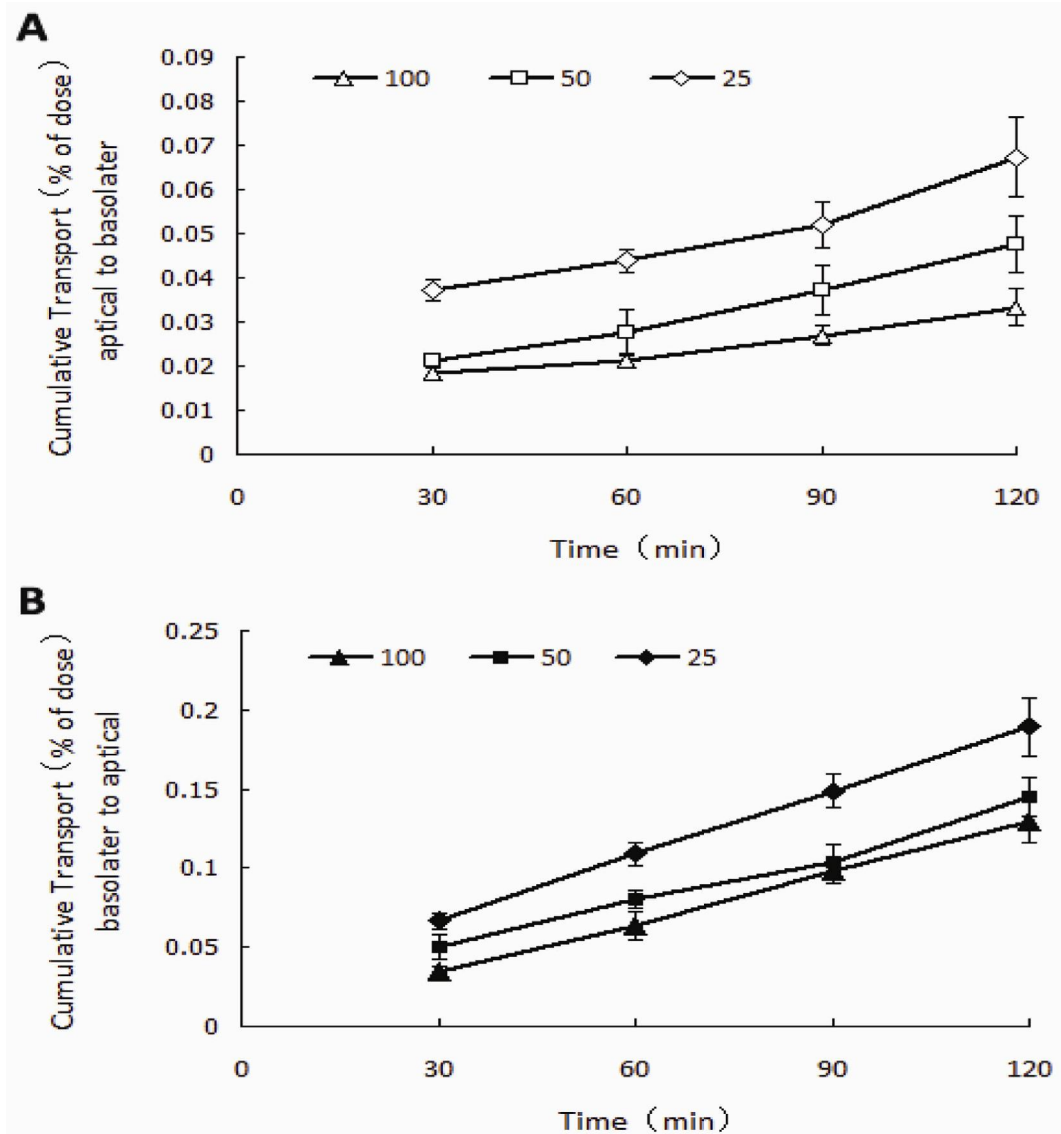 A
Cumulative Transport (% of dose)
aptical to basolater
0.09
0.08
0.07
0.06
0.05
0.04
0.03
0.02
0.01
0
100 50 25
0 30 60 90 120
Time (min)
B
Cumulative Transport (% of dose)
basolater to aptical
0.25
0.2
0.15
0.1
0.05
0
100 50 25
0 30 60 90 120
Time (min)